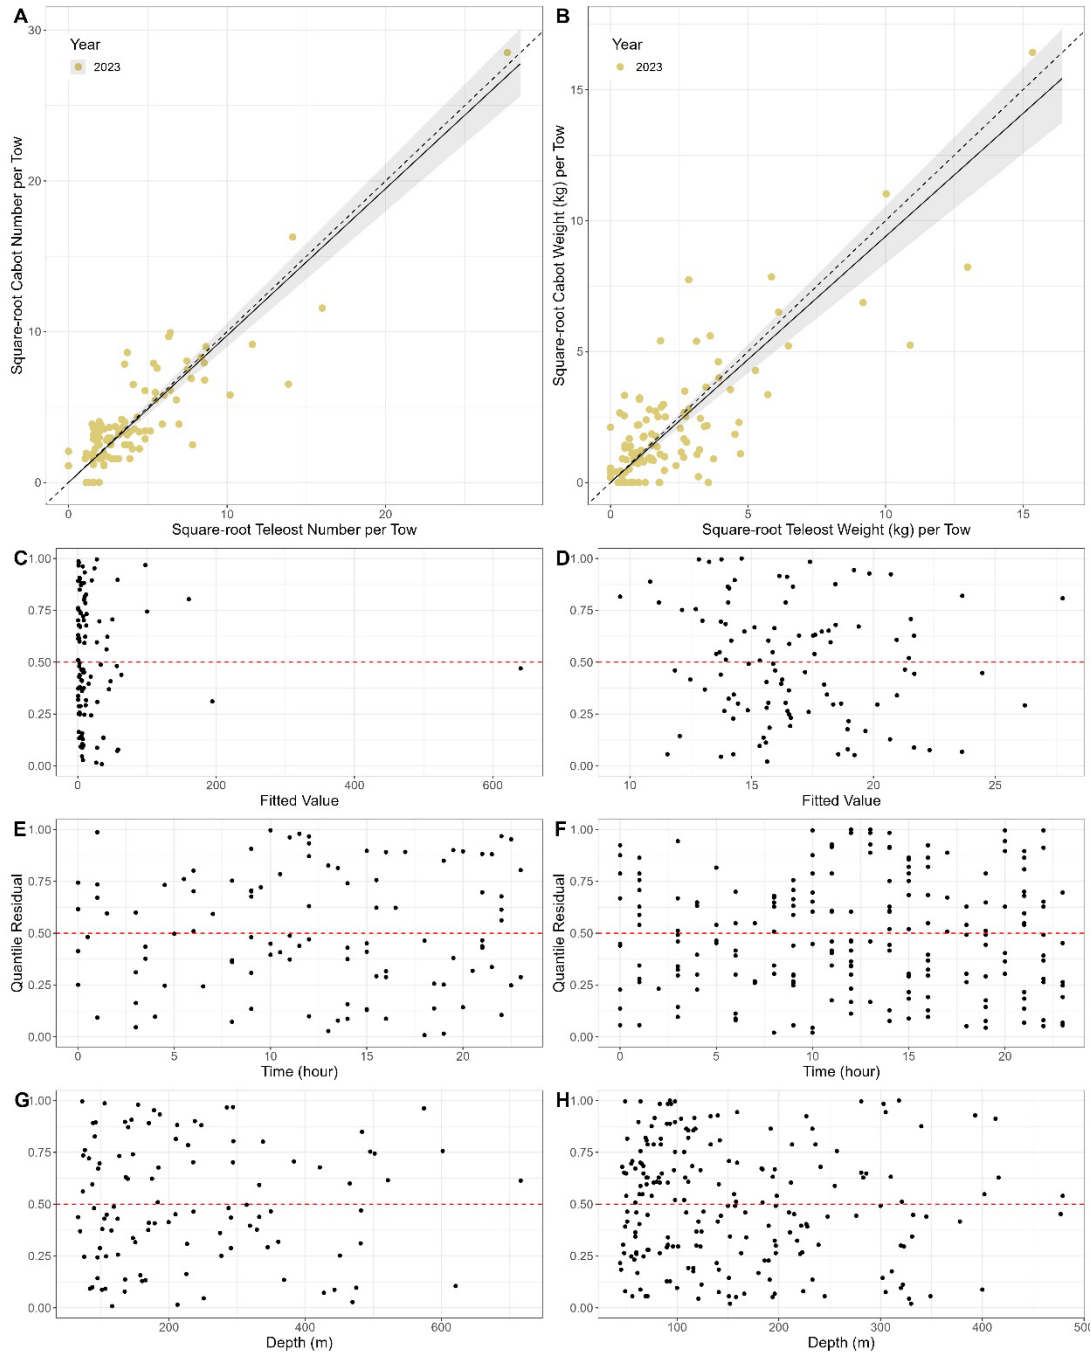 A
B
Year
2023
Year
2023
30
20
10
0
15
10
5
0
Square-root Cabot Number per Tow
Square-root Cabot Weight (kg) per Tow
0 10 20
0 5 10 15
Square-root Teleost Number per Tow
Square-root Teleost Weight (kg) per Tow
C
D
1.00
0.75
0.50
0.25
0.00
1.00
0.75
0.50
0.25
0.00
0 200 400 600
10 15 20 25
Fitted Value
Fitted Value
E
F
1.00
0.75
0.50
0.25
0.00
1.00
0.75
0.50
0.25
0.00
Quantile Residual
Quantile Residual
0 5 10 15 20
0 5 10 15 20
Time (hour)
Time (hour)
G
H
1.00
0.75
0.50
0.25
0.00
1.00
0.75
0.50
0.25
0.00
200 400 600
100 200 300 400 500
Depth (m)
Depth (m)